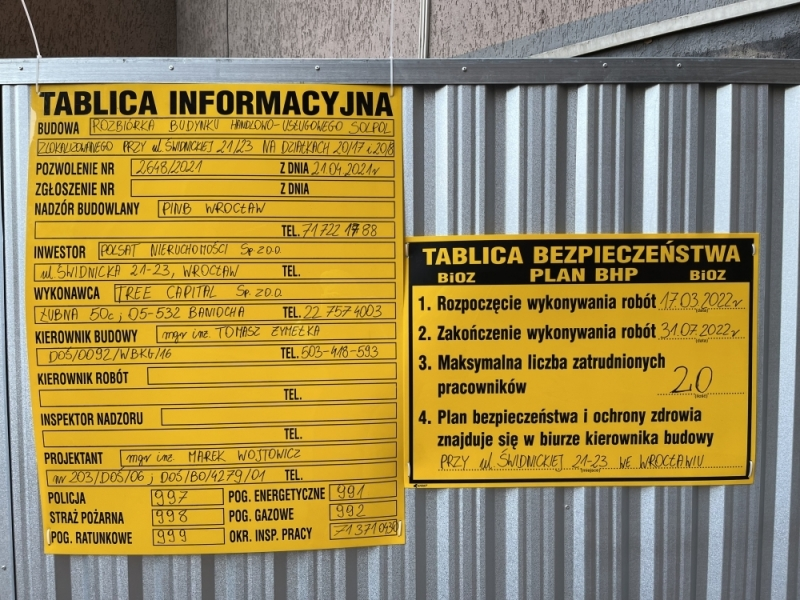 TABLICA INFORMACYJNA
BUDOWA ROZBIÓRKA BUDYNKU HANDLOWO-USŁUGOWEGO SOLPOL
ZLOKALIZOWANEGO PRZY ul. ŚWIDNICKIEJ 21/23 NA DZIAŁKACH 20/17 i 20/8
POZWOLENIE NR 2648/2021 Z DNIA 21.04.2021r
ZGŁOSZENIE NR Z DNIA
NADZÓR BUDOWLANY PINB WROCŁAW
TEL. 71 722 17 88
INWESTOR POLSAT NIERUCHOMOŚCI Sp. z o.o.
ul. ŚWIDNICKA 21-23, WROCŁAW TEL.
WYKONAWCA TREE CAPITAL Sp. z o.o.
ŁUBNA 50c, 05-532 BANIOCHA TEL. 22 757 4003
KIEROWNIK BUDOWY mgr inż. TOMASZ ZYMEŁKA
DOŚ/0092/WBKG/16 TEL. 503-418-593
KIEROWNIK ROBÓT
TEL.
INSPEKTOR NADZORU
TEL.
PROJEKTANT mgr inż. MAREK WOJTOWICZ
nr 203/DOŚ/06, DOŚ/BO/4279/01 TEL.
POLICJA 997 POG. ENERGETYCZNE 991
STRAŻ POŻARNA 998 POG. GAZOWE 992
POG. RATUNKOWE 999 OKR. INSP. PRACY 71 371 0430
TABLICA BEZPIECZEŃSTWA
BiOZ PLAN BHP BiOZ
1. Rozpoczęcie wykonywania robót 17.03.2022r
2. Zakończenie wykonywania robót 31.07.2022r
3. Maksymalna liczba zatrudnionych
pracowników 20
4. Plan bezpieczeństwa i ochrony zdrowia
znajduje się w biurze kierownika budowy
PRZY ul. ŚWIDNICKIEJ 21-23 WE WROCŁAWIU